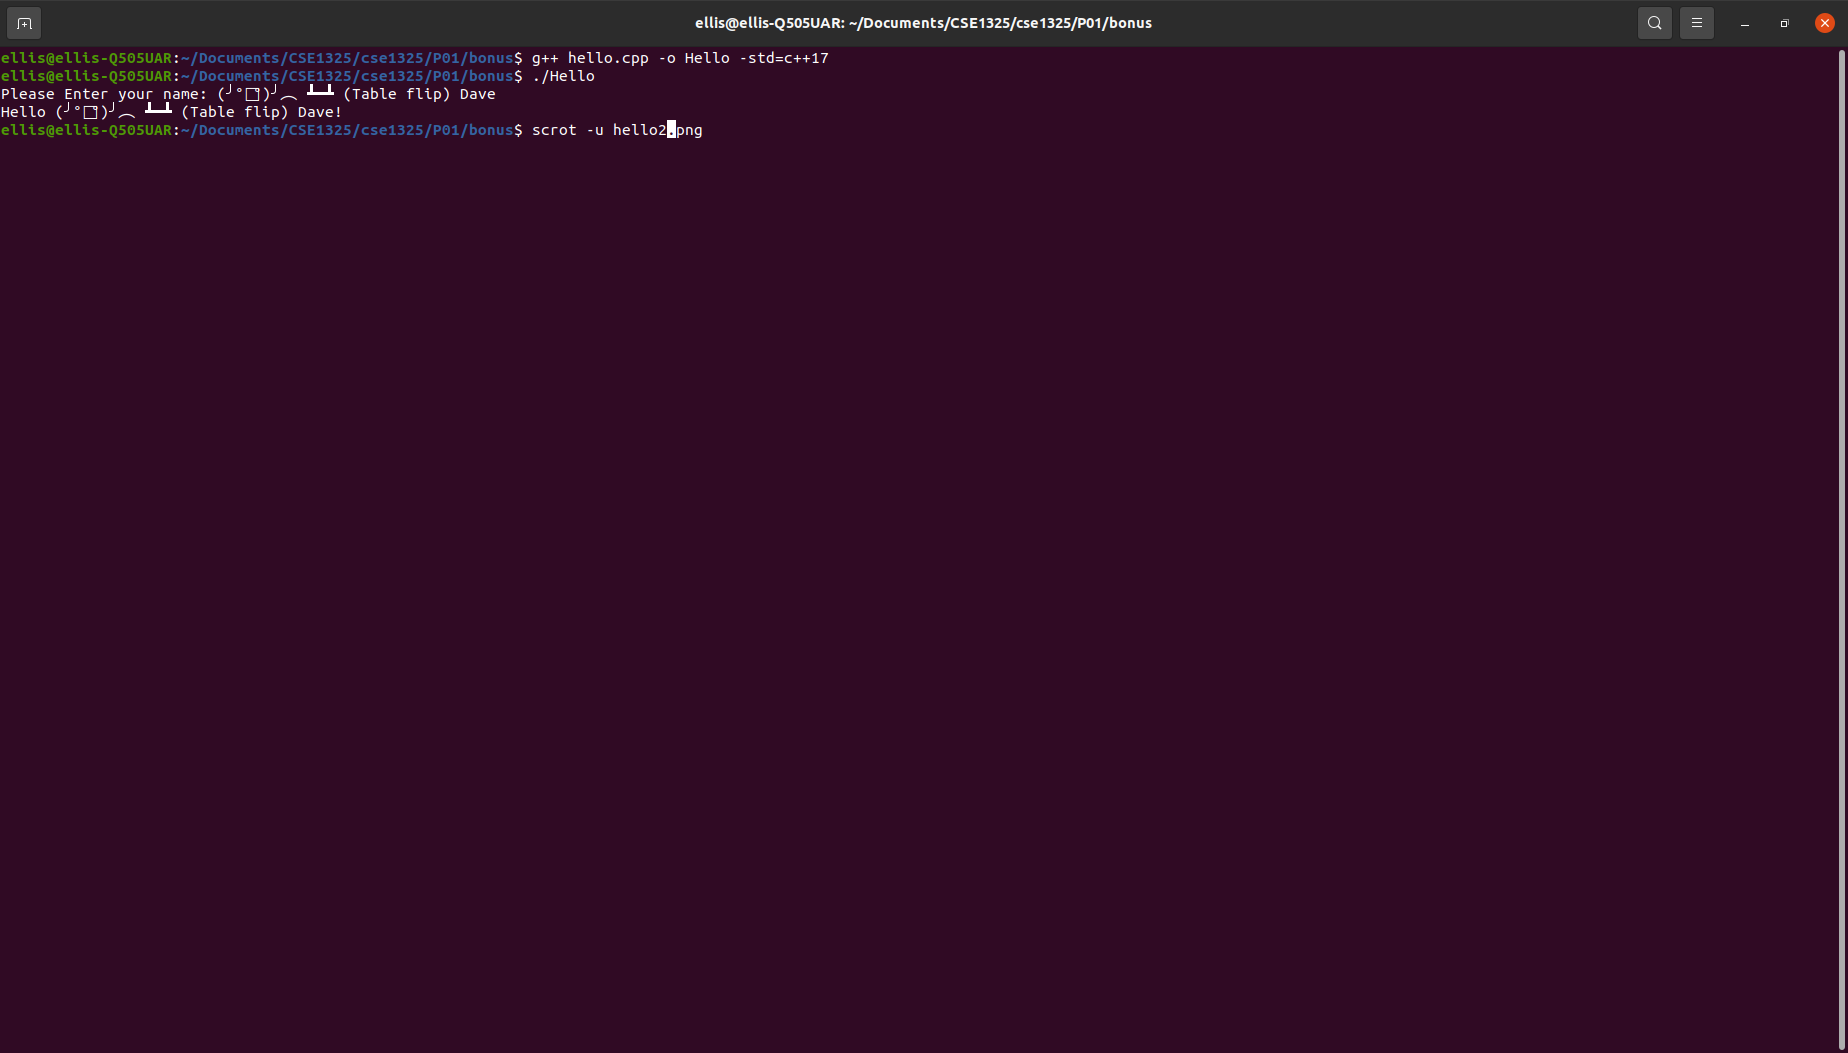 ellis@ellis-Q505UAR: ~/Documents/CSE1325/cse1325/P01/bonus
ellis@ellis-Q505UAR:~/Documents/CSE1325/cse1325/P01/bonus$ g++ hello.cpp -o Hello -std=c++17
ellis@ellis-Q505UAR:~/Documents/CSE1325/cse1325/P01/bonus$ ./Hello
Please Enter your name: (╯°□°)╯︵ ┻━┻ (Table flip) Dave
Hello (╯°□°)╯︵ ┻━┻ (Table flip) Dave!
ellis@ellis-Q505UAR:~/Documents/CSE1325/cse1325/P01/bonus$ scrot -u hello2.png